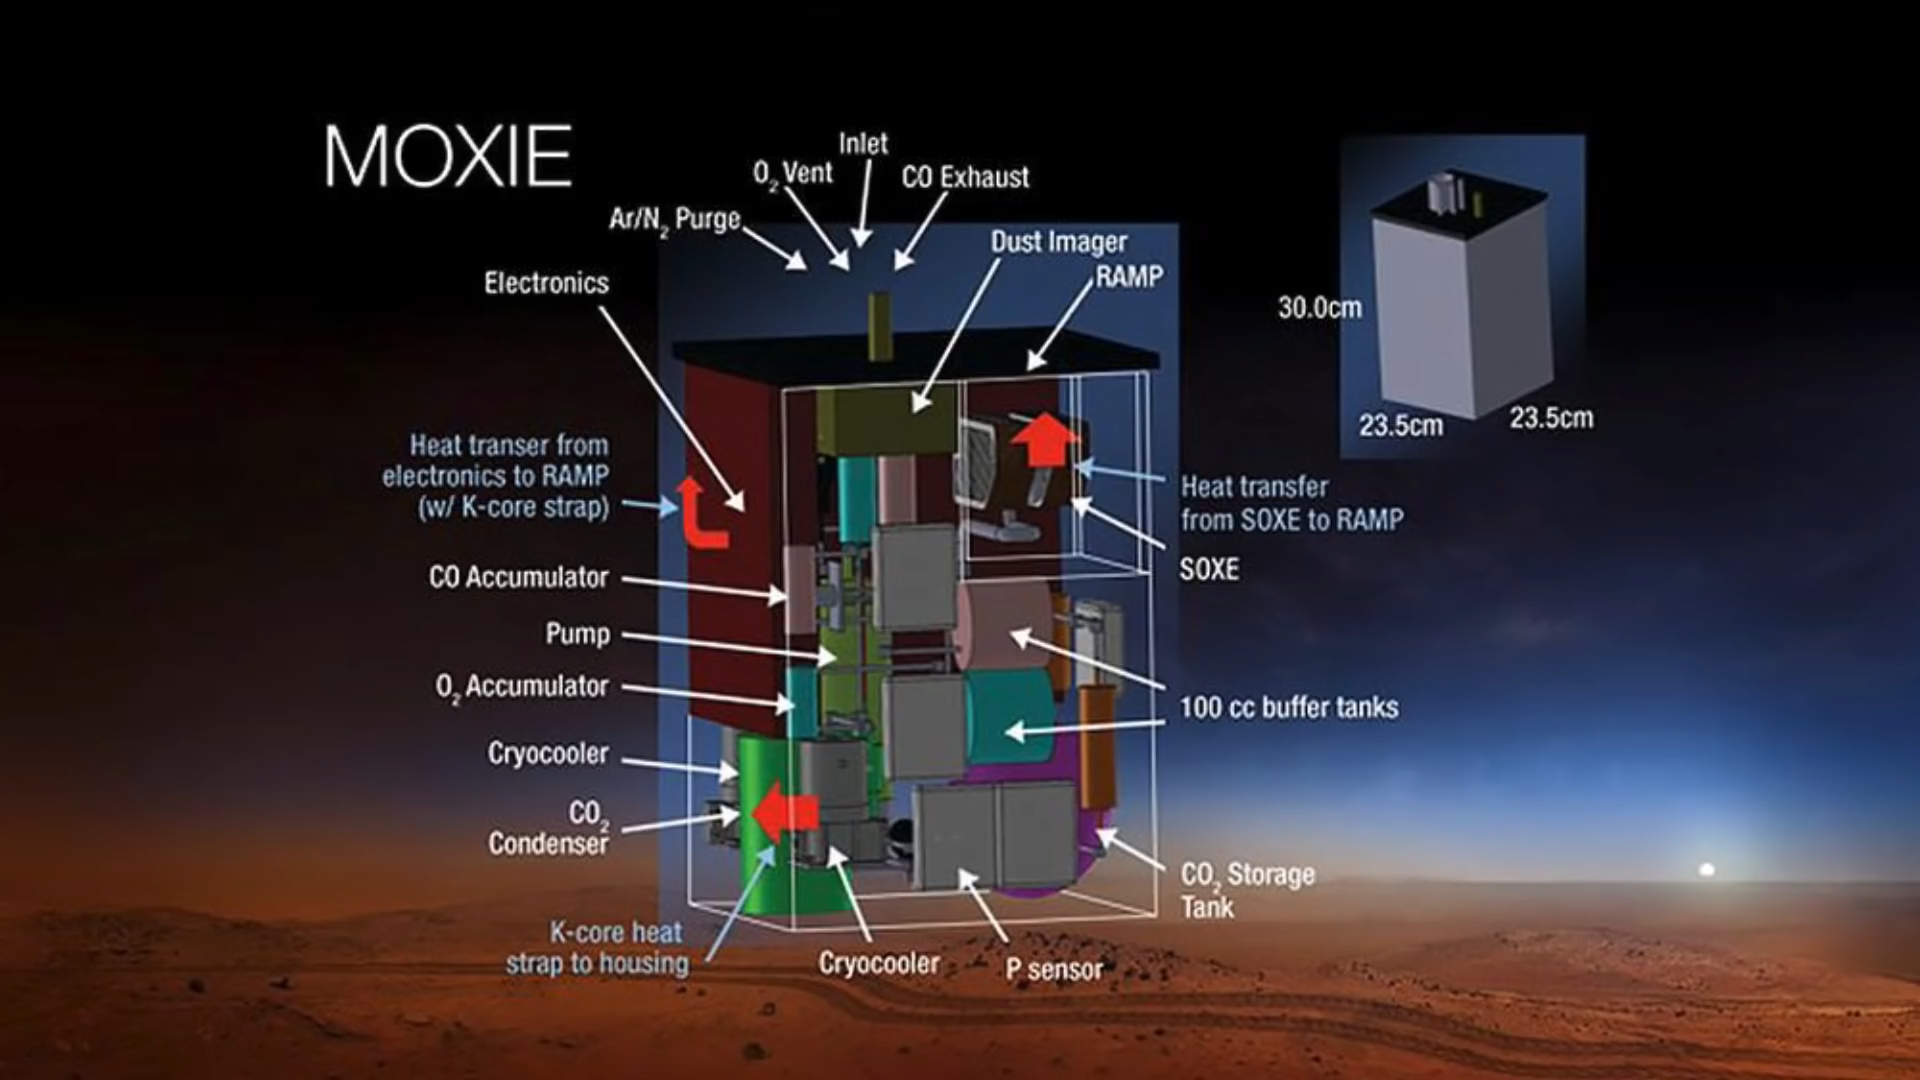 MOXIE
Inlet
O₂ Vent
CO Exhaust
Ar/N₂ Purge
Dust Imager
RAMP
Electronics
30.0cm
23.5cm
23.5cm
Heat transer from
electronics to RAMP
(w/ K-core strap)
Heat transfer
from SOXE to RAMP
SOXE
CO Accumulator
Pump
O₂ Accumulator
100 cc buffer tanks
Cryocooler
CO₂
Condenser
CO₂ Storage
Tank
K-core heat
strap to housing
Cryocooler
P sensor